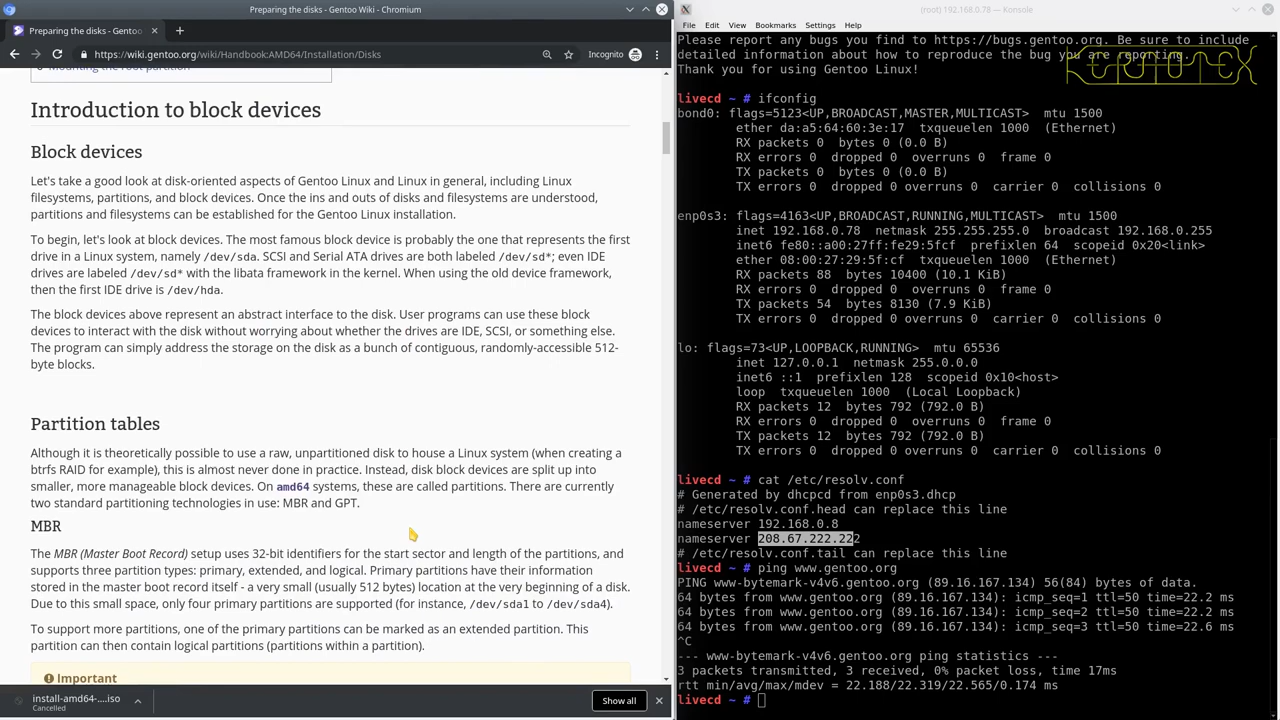 Preparing the disks - Gentoo Wiki - Chromium
Preparing the disks - Gentoo
https://wiki.gentoo.org/wiki/Handbook:AMD64/Installation/Disks
Incognito
Mounting the root partition
Introduction to block devices
Block devices
Let's take a good look at disk-oriented aspects of Gentoo Linux and Linux in general, including Linux
filesystems, partitions, and block devices. Once the ins and outs of disks and filesystems are understood,
partitions and filesystems can be established for the Gentoo Linux installation.
To begin, let's look at block devices. The most famous block device is probably the one that represents the first
drive in a Linux system, namely /dev/sda. SCSI and Serial ATA drives are both labeled /dev/sd*; even IDE
drives are labeled /dev/sd* with the libata framework in the kernel. When using the old device framework,
then the first IDE drive is /dev/hda.
The block devices above represent an abstract interface to the disk. User programs can use these block
devices to interact with the disk without worrying about whether the drives are IDE, SCSI, or something else.
The program can simply address the storage on the disk as a bunch of contiguous, randomly-accessible 512-
byte blocks.
Partition tables
Although it is theoretically possible to use a raw, unpartitioned disk to house a Linux system (when creating a
btrfs RAID for example), this is almost never done in practice. Instead, disk block devices are split up into
smaller, more manageable block devices. On amd64 systems, these are called partitions. There are currently
two standard partitioning technologies in use: MBR and GPT.
MBR
The MBR (Master Boot Record) setup uses 32-bit identifiers for the start sector and length of the partitions, and
supports three partition types: primary, extended, and logical. Primary partitions have their information
stored in the master boot record itself - a very small (usually 512 bytes) location at the very beginning of a disk.
Due to this small space, only four primary partitions are supported (for instance, /dev/sda1 to /dev/sda4).
To support more partitions, one of the primary partitions can be marked as an extended partition. This
partition can then contain logical partitions (partitions within a partition).
Important
install-amd64-....iso
Cancelled
Show all
(root) 192.168.0.78 — Konsole
File Edit View Bookmarks Settings Help
Please report any bugs you find to https://bugs.gentoo.org. Be sure to include
detailed information about how to reproduce the bug you are reporting.
Thank you for using Gentoo Linux!
livecd ~ # ifconfig
bond0: flags=5123<UP,BROADCAST,MASTER,MULTICAST>  mtu 1500
ether da:a5:64:60:3e:17  txqueuelen 1000  (Ethernet)
RX packets 0  bytes 0 (0.0 B)
RX errors 0  dropped 0  overruns 0  frame 0
TX packets 0  bytes 0 (0.0 B)
TX errors 0  dropped 0 overruns 0  carrier 0  collisions 0
enp0s3: flags=4163<UP,BROADCAST,RUNNING,MULTICAST>  mtu 1500
inet 192.168.0.78  netmask 255.255.255.0  broadcast 192.168.0.255
inet6 fe80::a00:27ff:fe29:5fcf  prefixlen 64  scopeid 0x20<link>
ether 08:00:27:29:5f:cf  txqueuelen 1000  (Ethernet)
RX packets 88  bytes 10400 (10.1 KiB)
RX errors 0  dropped 0  overruns 0  frame 0
TX packets 54  bytes 8130 (7.9 KiB)
TX errors 0  dropped 0 overruns 0  carrier 0  collisions 0
lo: flags=73<UP,LOOPBACK,RUNNING>  mtu 65536
inet 127.0.0.1  netmask 255.0.0.0
inet6 ::1  prefixlen 128  scopeid 0x10<host>
loop  txqueuelen 1000  (Local Loopback)
RX packets 12  bytes 792 (792.0 B)
RX errors 0  dropped 0  overruns 0  frame 0
TX packets 12  bytes 792 (792.0 B)
TX errors 0  dropped 0 overruns 0  carrier 0  collisions 0
livecd ~ # cat /etc/resolv.conf
# Generated by dhcpcd from enp0s3.dhcp
# /etc/resolv.conf.head can replace this line
nameserver 192.168.0.8
nameserver 208.67.222.222
# /etc/resolv.conf.tail can replace this line
livecd ~ # ping www.gentoo.org
PING www-bytemark-v4v6.gentoo.org (89.16.167.134) 56(84) bytes of data.
64 bytes from www.gentoo.org (89.16.167.134): icmp_seq=1 ttl=50 time=22.2 ms
64 bytes from www.gentoo.org (89.16.167.134): icmp_seq=2 ttl=50 time=22.2 ms
64 bytes from www.gentoo.org (89.16.167.134): icmp_seq=3 ttl=50 time=22.6 ms
^C
--- www-bytemark-v4v6.gentoo.org ping statistics ---
3 packets transmitted, 3 received, 0% packet loss, time 17ms
rtt min/avg/max/mdev = 22.188/22.319/22.565/0.174 ms
livecd ~ #